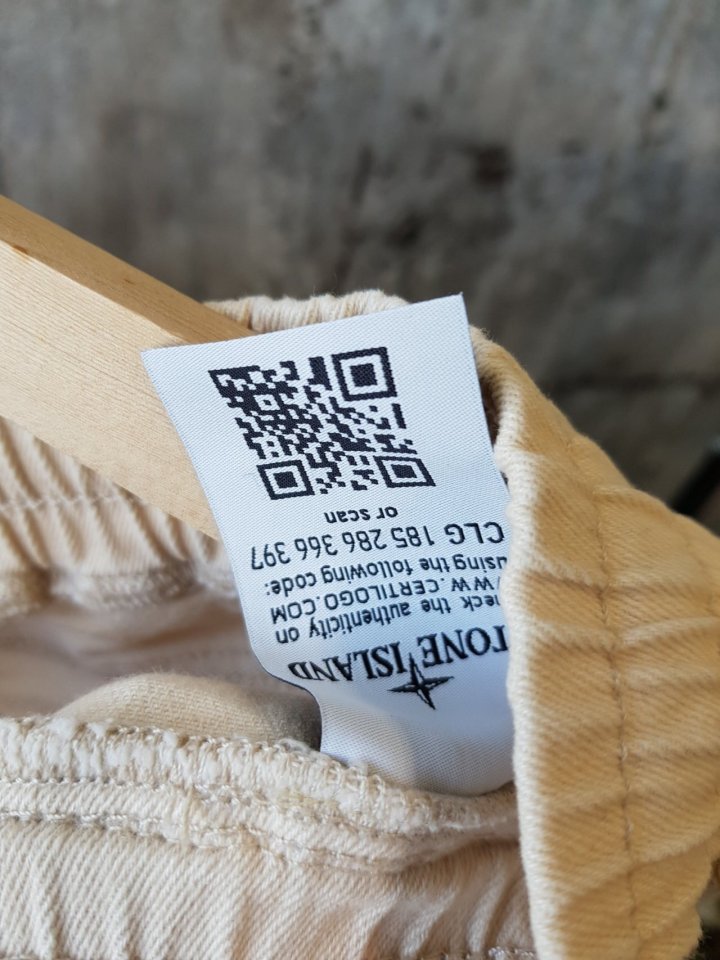 TONE ISLAND
eck the authenticity on
WW.CERTILOGO.COM
using the following code:
CLG 185 286 366 397
or scan